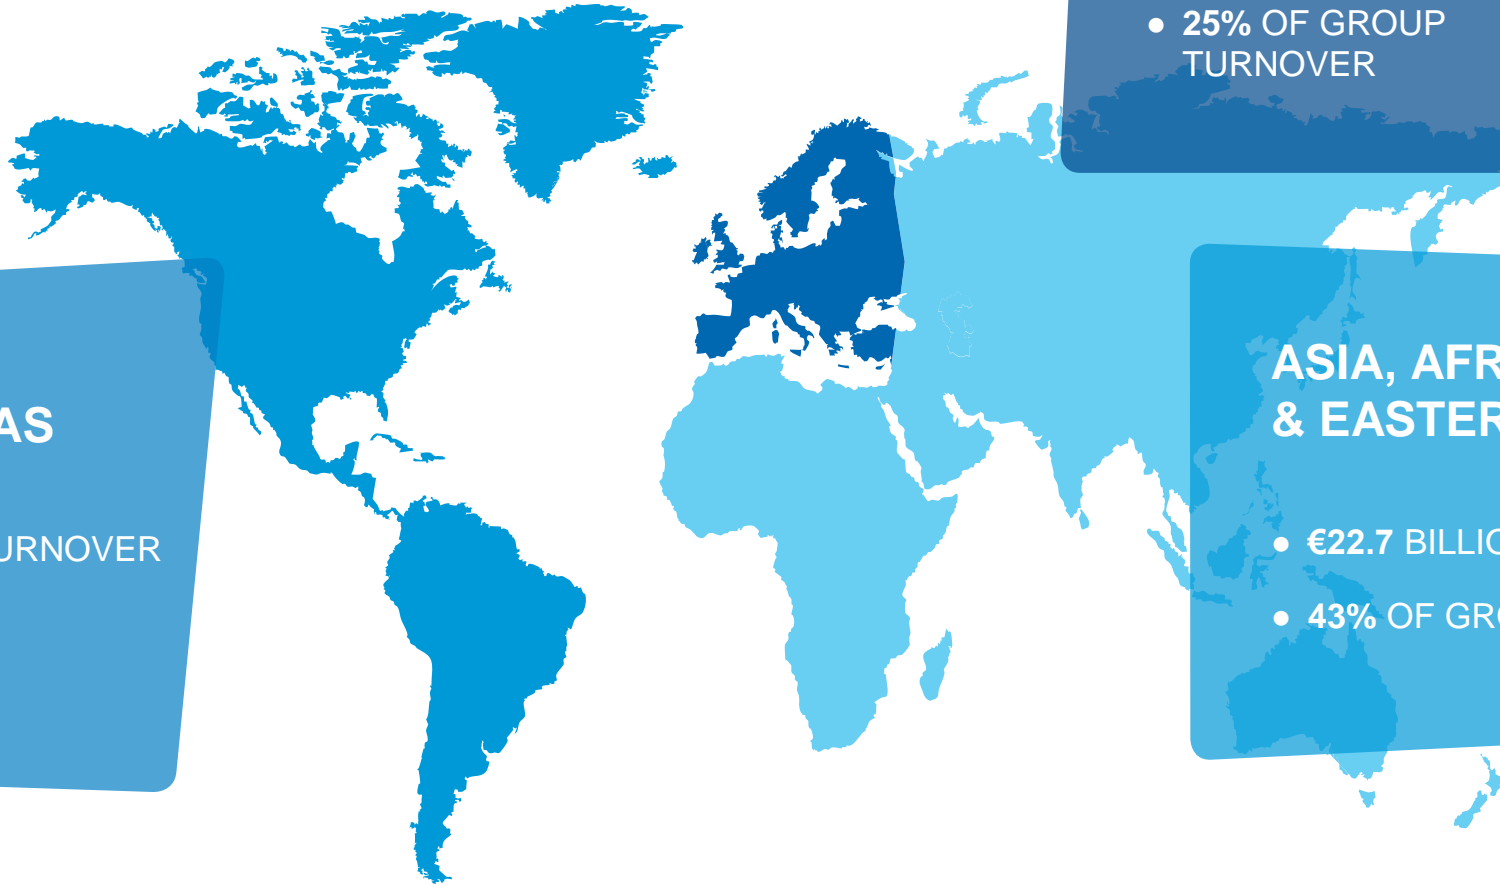 • 25% OF GROUP
TURNOVER
AS
URNOVER
ASIA, AFR
& EASTER
• €22.7 BILLIO
• 43% OF GRO